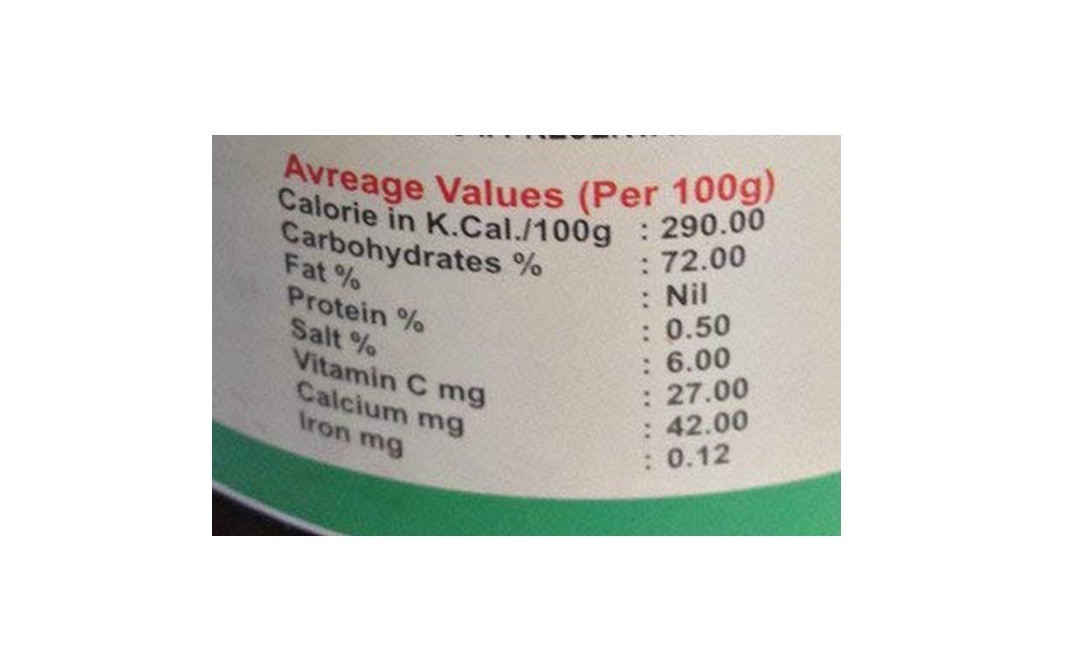 Avreage Values (Per 100g)
Calorie in K.Cal./100g : 290.00
Carbohydrates % : 72.00
Fat % : Nil
Protein % : 0.50
Salt % : 6.00
Vitamin C mg : 27.00
Calcium mg : 42.00
Iron mg : 0.12